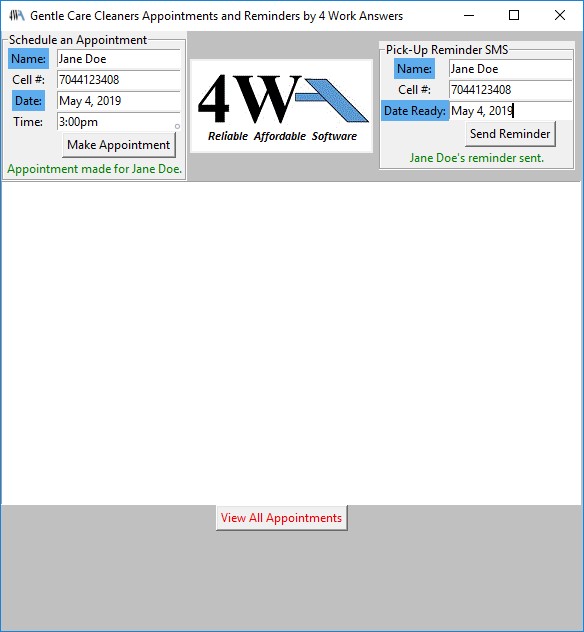 Gentle Care Cleaners Appointments and Reminders by 4 Work Answers
Schedule an Appointment
Name: Jane Doe
Cell #: 7044123408
Date: May 4, 2019
Time: 3:00pm
Make Appointment
Appointment made for Jane Doe.
4WA
Reliable Affordable Software
Pick-Up Reminder SMS
Name: Jane Doe
Cell #: 7044123408
Date Ready: May 4, 2019
Send Reminder
Jane Doe's reminder sent.
View All Appointments